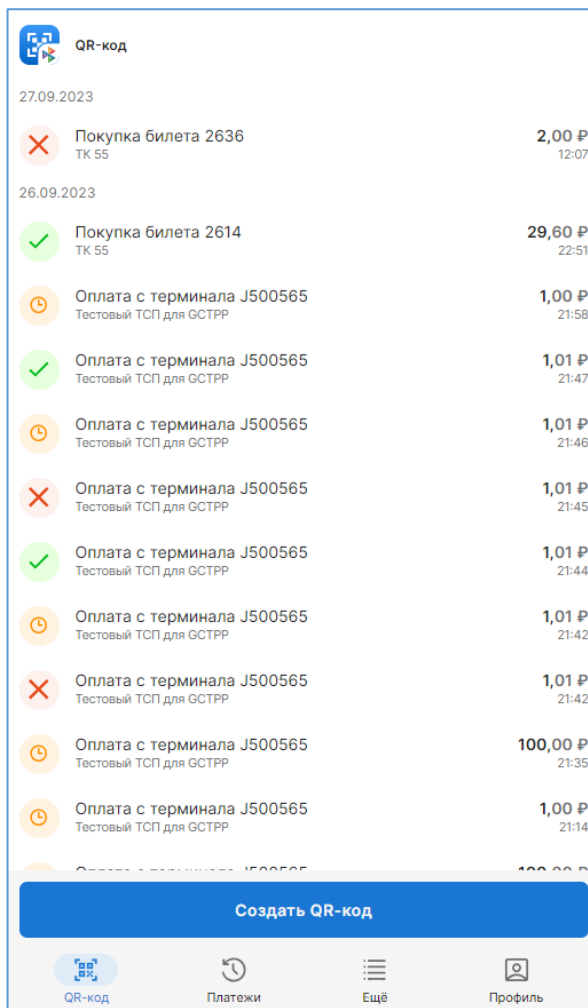 QR-код
27.09.2023
Покупка билета 2636
2,00 ₽
ТК 55
12:07
26.09.2023
Покупка билета 2614
29,60 ₽
ТК 55
22:51
Оплата с терминала J500565
1,00 ₽
Тестовый ТСП для GCTPP
21:58
Оплата с терминала J500565
1,01 ₽
Тестовый ТСП для GCTPP
21:47
Оплата с терминала J500565
1,01 ₽
Тестовый ТСП для GCTPP
21:46
Оплата с терминала J500565
1,01 ₽
Тестовый ТСП для GCTPP
21:45
Оплата с терминала J500565
1,01 ₽
Тестовый ТСП для GCTPP
21:44
Оплата с терминала J500565
1,01 ₽
Тестовый ТСП для GCTPP
21:42
Оплата с терминала J500565
1,01 ₽
Тестовый ТСП для GCTPP
21:42
Оплата с терминала J500565
100,00 ₽
Тестовый ТСП для GCTPP
21:35
Оплата с терминала J500565
1,00 ₽
Тестовый ТСП для GCTPP
21:14
Создать QR-код
QR-код
Платежи
Ещё
Профиль